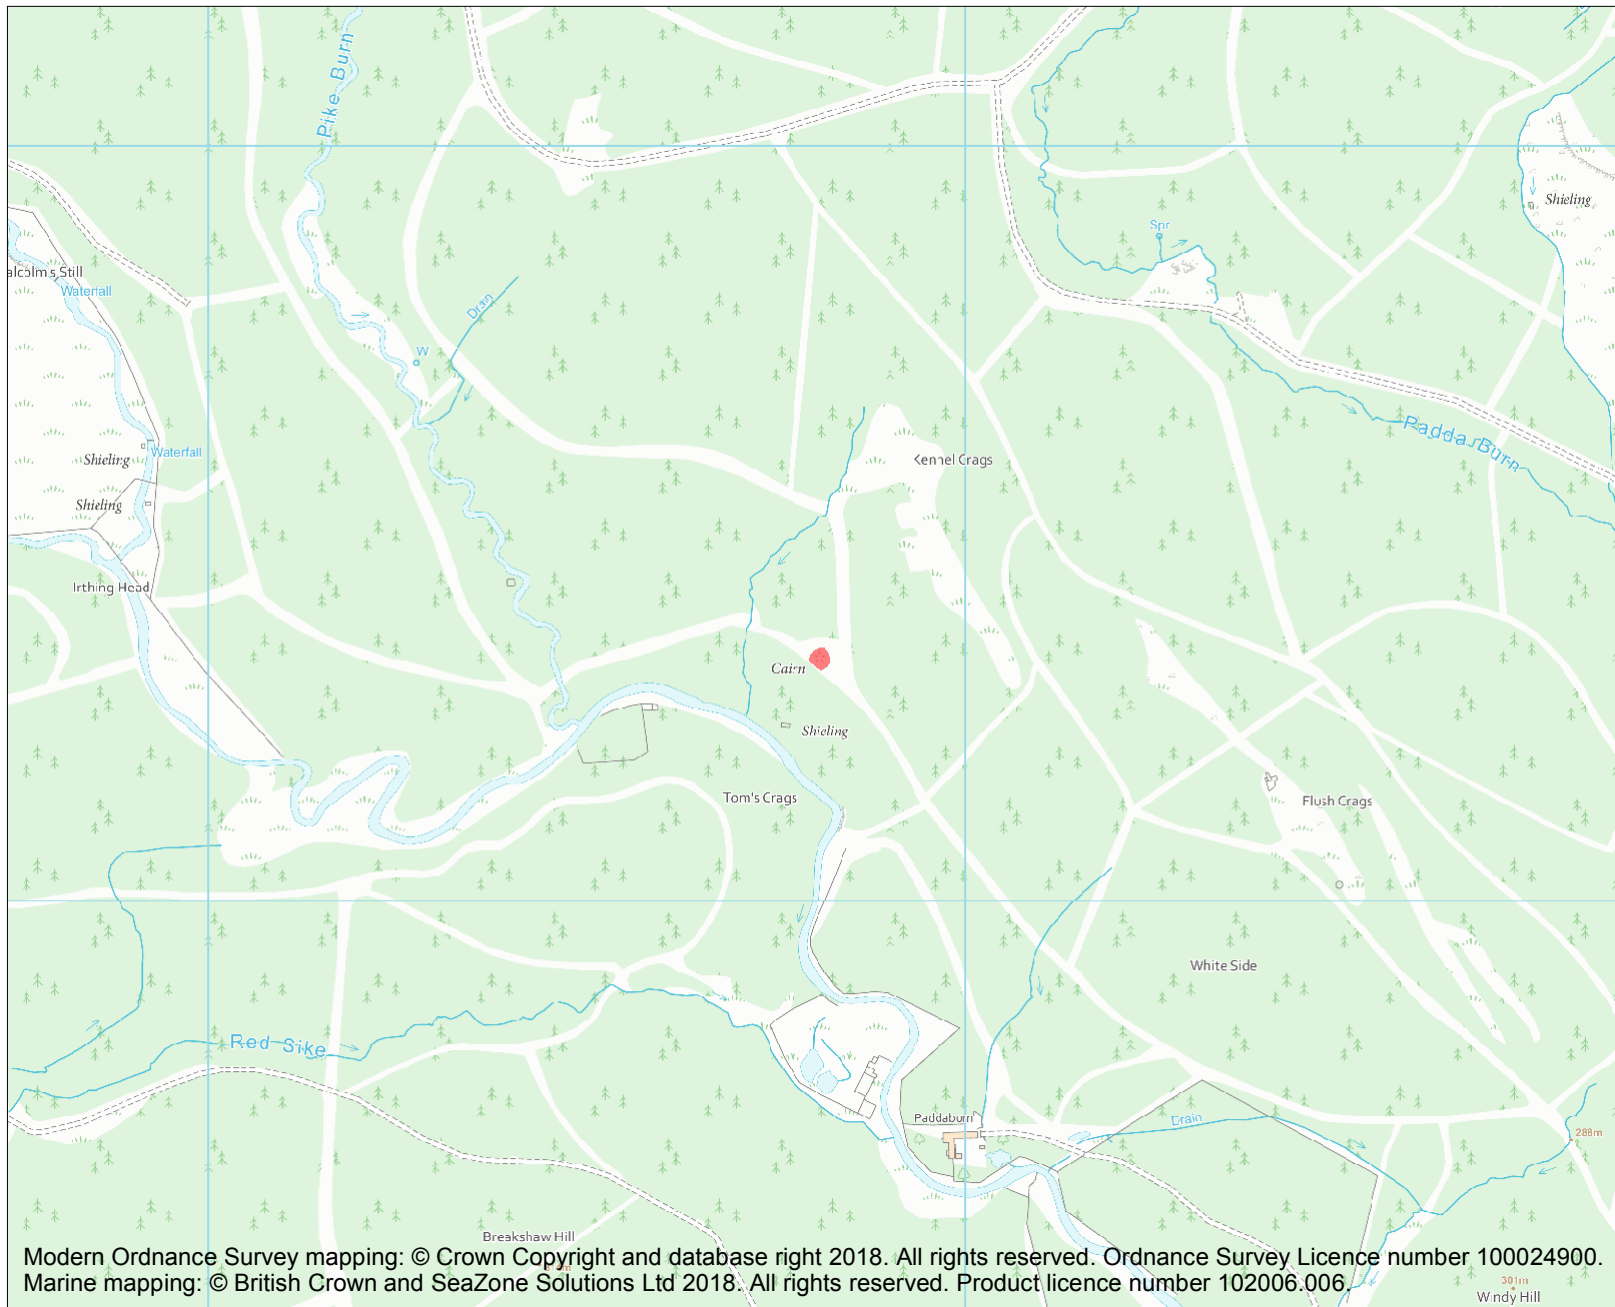 Pike Burn
Spr
Shieling
alcolm's Still
Waterfall
Drain
W
Padda Burn
Kennel Crags
Shieling
Waterfall
Shieling
Irthing Head
Cairn
Shieling
Tom's Crags
Flush Crags
White Side
Red Sike
Paddaburn
Drain
288m
Breakshaw Hill
Modern Ordnance Survey mapping: © Crown Copyright and database right 2018. All rights reserved. Ordnance Survey Licence number 100024900.
Marine mapping: © British Crown and SeaZone Solutions Ltd 2018. All rights reserved. Product licence number 102006.006.
301m
Windy Hill